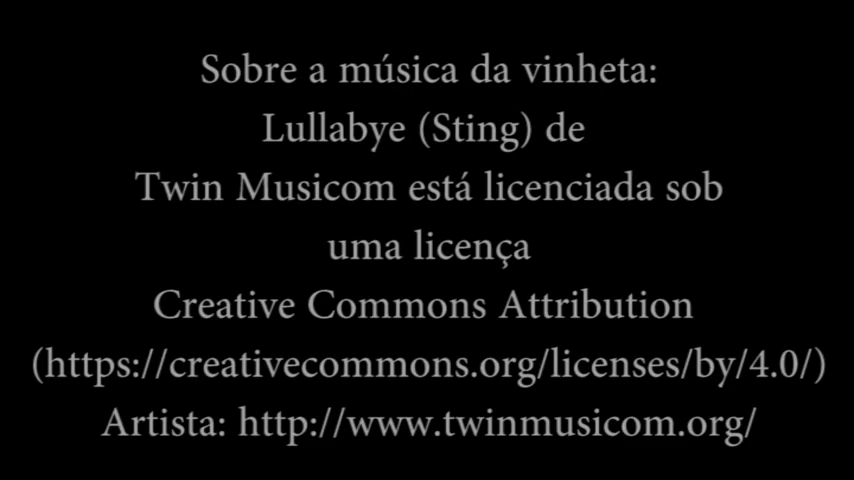 Sobre a música da vinheta:
Lullabye (Sting) de
Twin Musicom está licenciada sob
uma licença
Creative Commons Attribution
(https://creativecommons.org/licenses/by/4.0/)
Artista: http://www.twinmusicom.org/